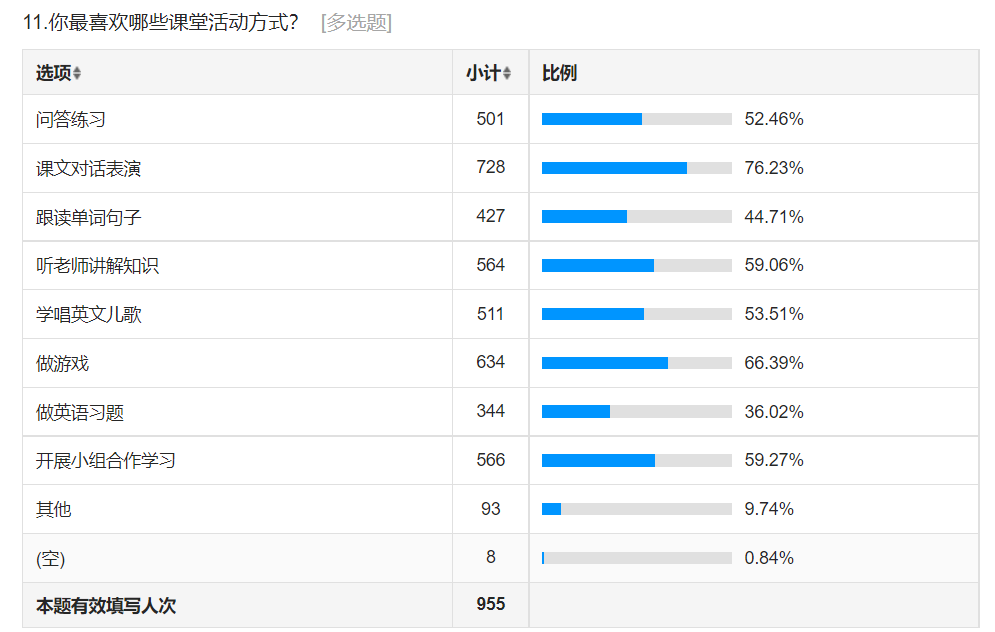 11.你最喜欢哪些课堂活动方式? [多选题]
选项 小计 比例
问答练习 501 52.46%
课文对话表演 728 76.23%
跟读单词句子 427 44.71%
听老师讲解知识 564 59.06%
学唱英文儿歌 511 53.51%
做游戏 634 66.39%
做英语习题 344 36.02%
开展小组合作学习 566 59.27%
其他 93 9.74%
(空) 8 0.84%
本题有效填写人次 955